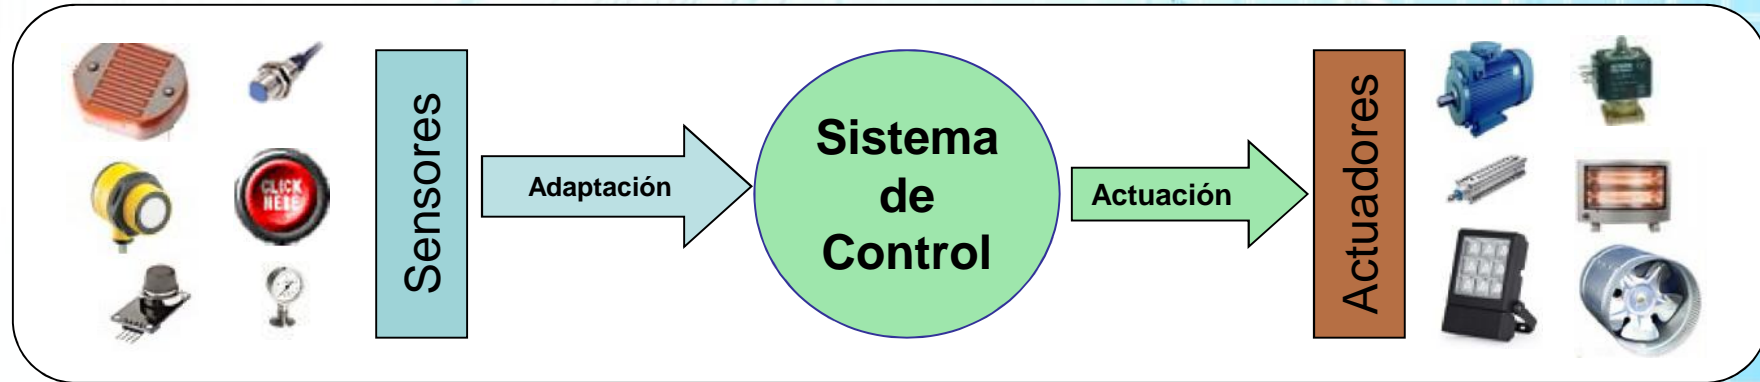 CLICK
HERE
Sensores
Adaptación
Sistema
de
Control
Actuación
Actuadores